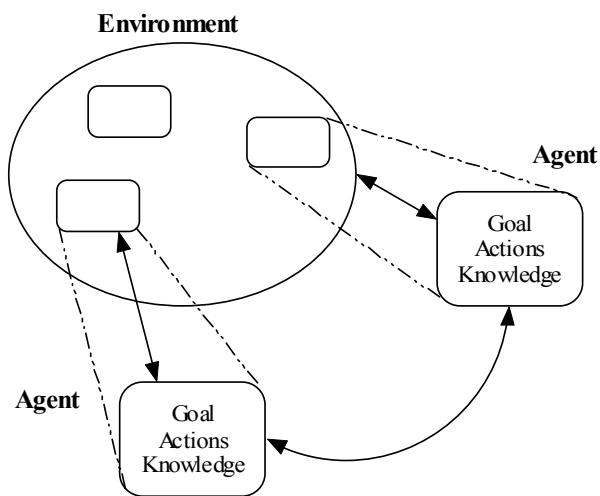 Environment
Agent
Goal
Actions
Knowledge
Agent
Goal
Actions
Knowledge